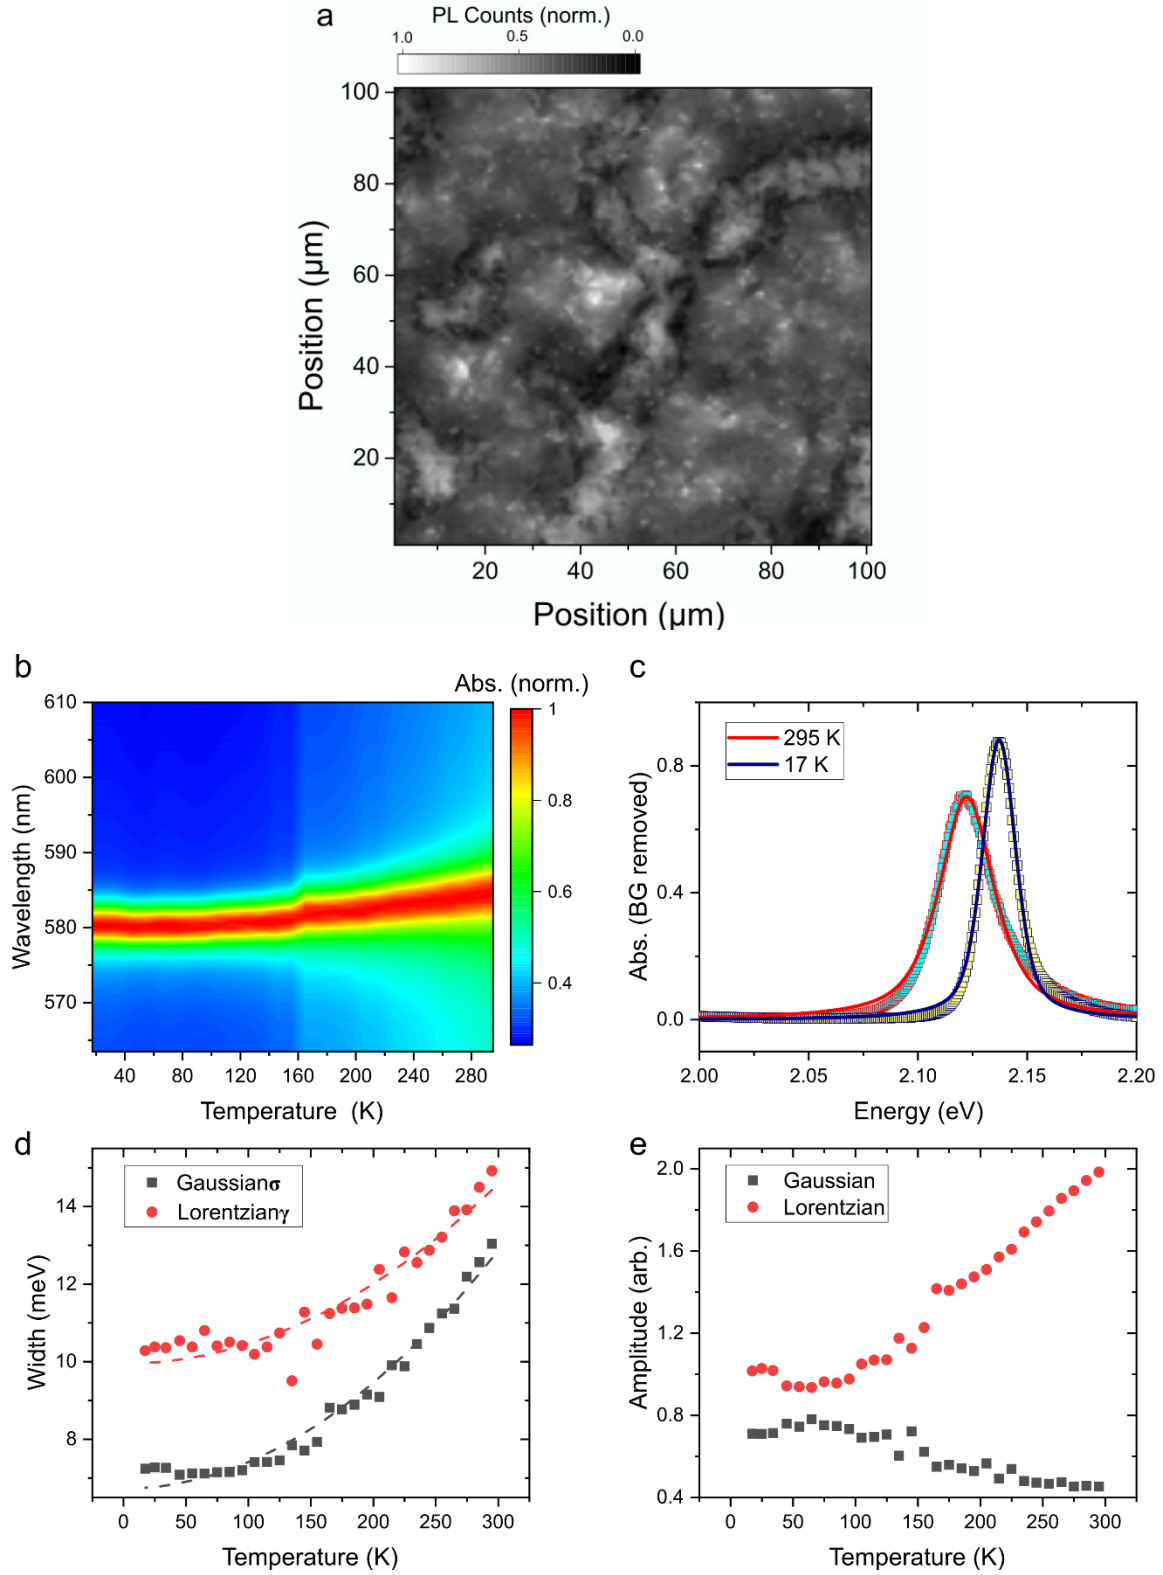 a
PL Counts (norm.)
1.0 0.5 0.0
100
80
60
40
20
Position (µm)
20 40 60 80 100
Position (µm)
b
Abs. (norm.)
610
600
590
580
570
Wavelength (nm)
40 80 120 160 200 240 280
Temperature (K)
1
0.8
0.6
0.4
c
295 K
17 K
0.8
0.4
0.0
Abs. (BG removed)
2.00 2.05 2.10 2.15 2.20
Energy (eV)
d
Gaussianσ
Lorentzianγ
14
12
10
8
Width (meV)
0 50 100 150 200 250 300
Temperature (K)
e
Gaussian
Lorentzian
2.0
1.6
1.2
0.8
0.4
Amplitude (arb.)
0 50 100 150 200 250 300
Temperature (K)